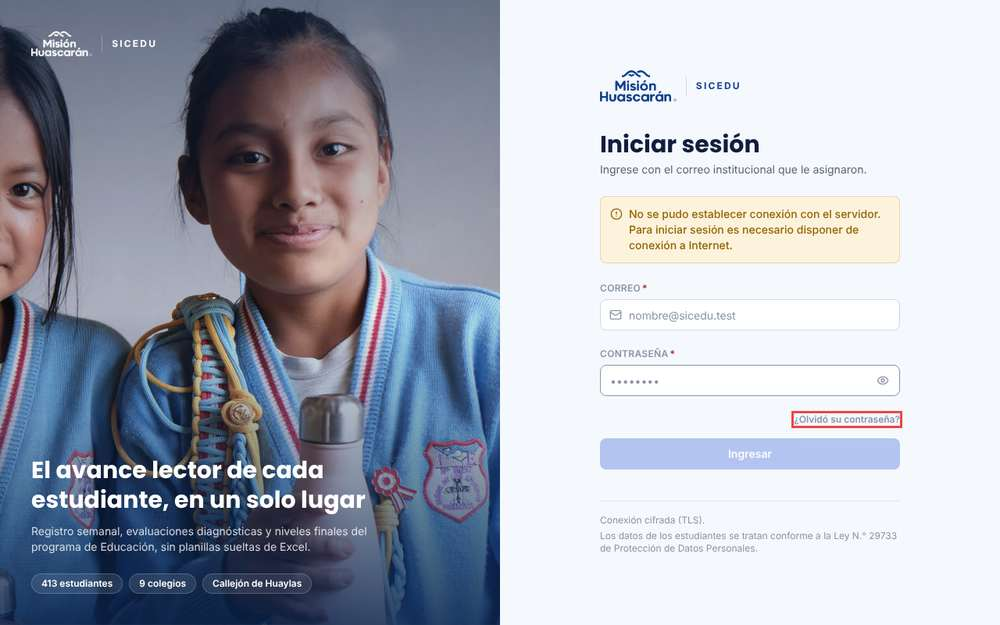 Misión
Huascarán
SICEDU
El avance lector de cada
estudiante, en un solo lugar
Registro semanal, evaluaciones diagnósticas y niveles finales del
programa de Educación, sin planillas sueltas de Excel.
413 estudiantes
9 colegios
Callejón de Huaylas
Misión
Huascarán
SICEDU
Iniciar sesión
Ingrese con el correo institucional que le asignaron.
No se pudo establecer conexión con el servidor.
Para iniciar sesión es necesario disponer de
conexión a Internet.
CORREO *
nombre@sicedu.test
CONTRASEÑA *
••••••••
¿Olvidó su contraseña?
Ingresar
Conexión cifrada (TLS).
Los datos de los estudiantes se tratan conforme a la Ley N.° 29733
de Protección de Datos Personales.